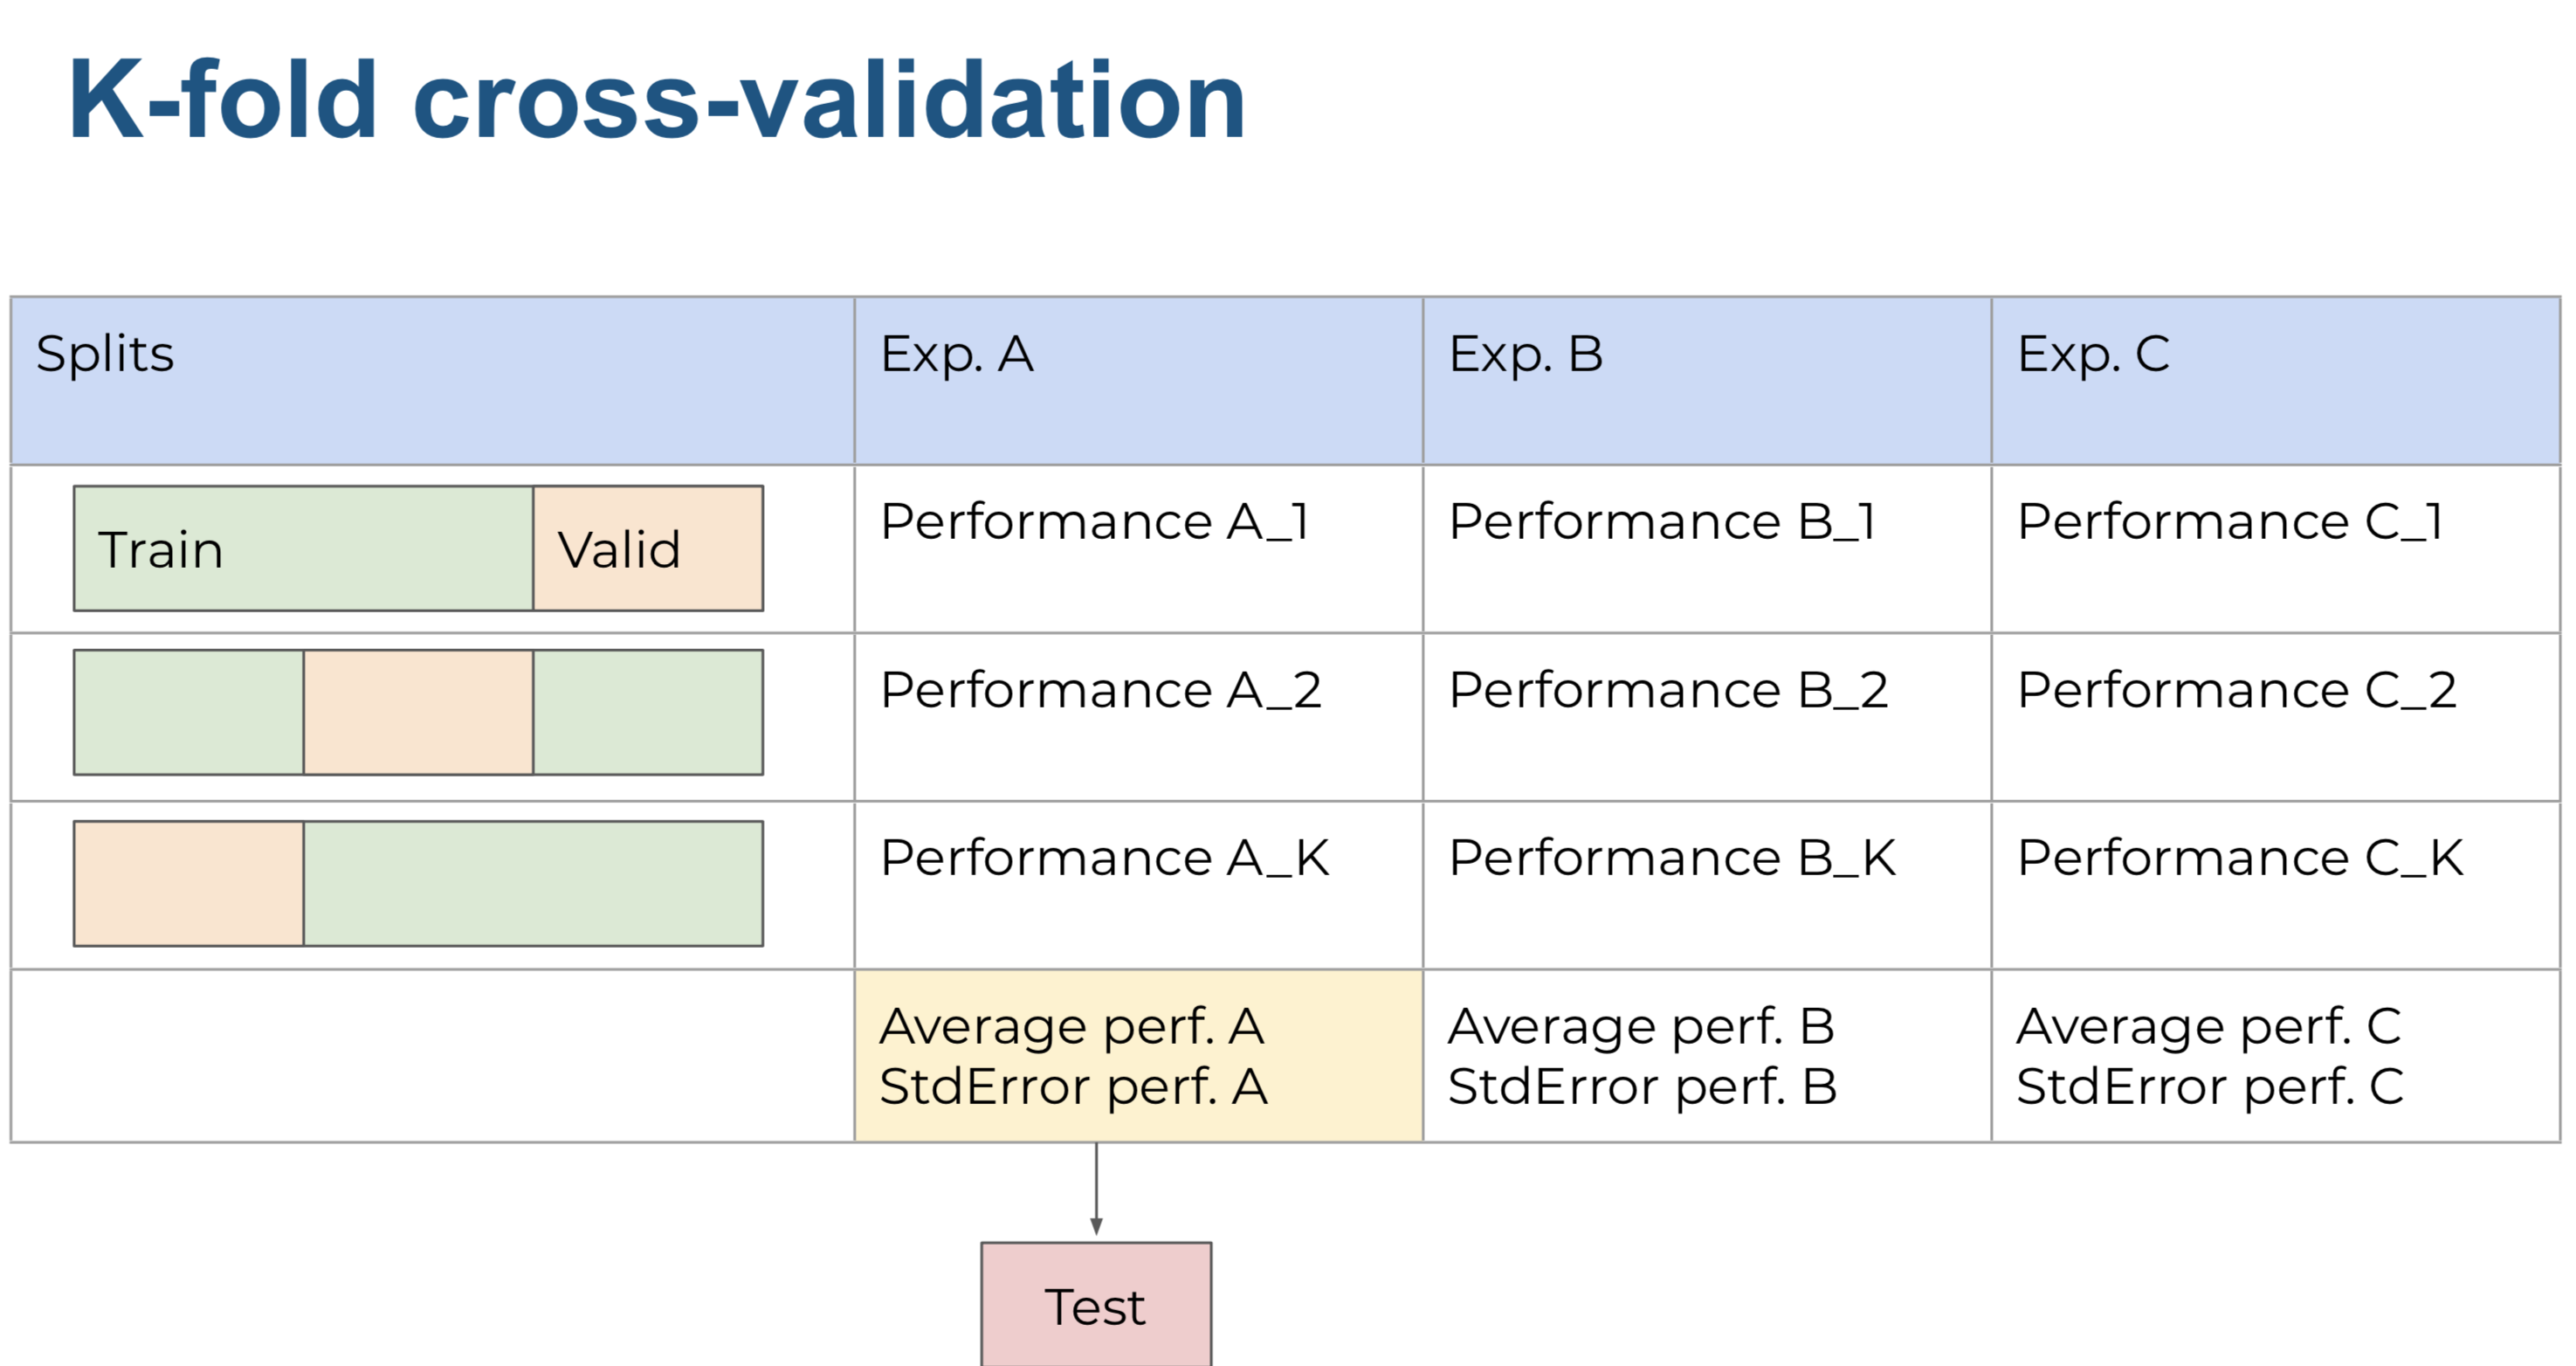 K-fold cross-validation
Splits
Exp. A
Exp. B
Exp. C
Train
Valid
Performance A_1
Performance B_1
Performance C_1
Performance A_2
Performance B_2
Performance C_2
Performance A_K
Performance B_K
Performance C_K
Average perf. A
StdError perf. A
Average perf. B
StdError perf. B
Average perf. C
StdError perf. C
Test